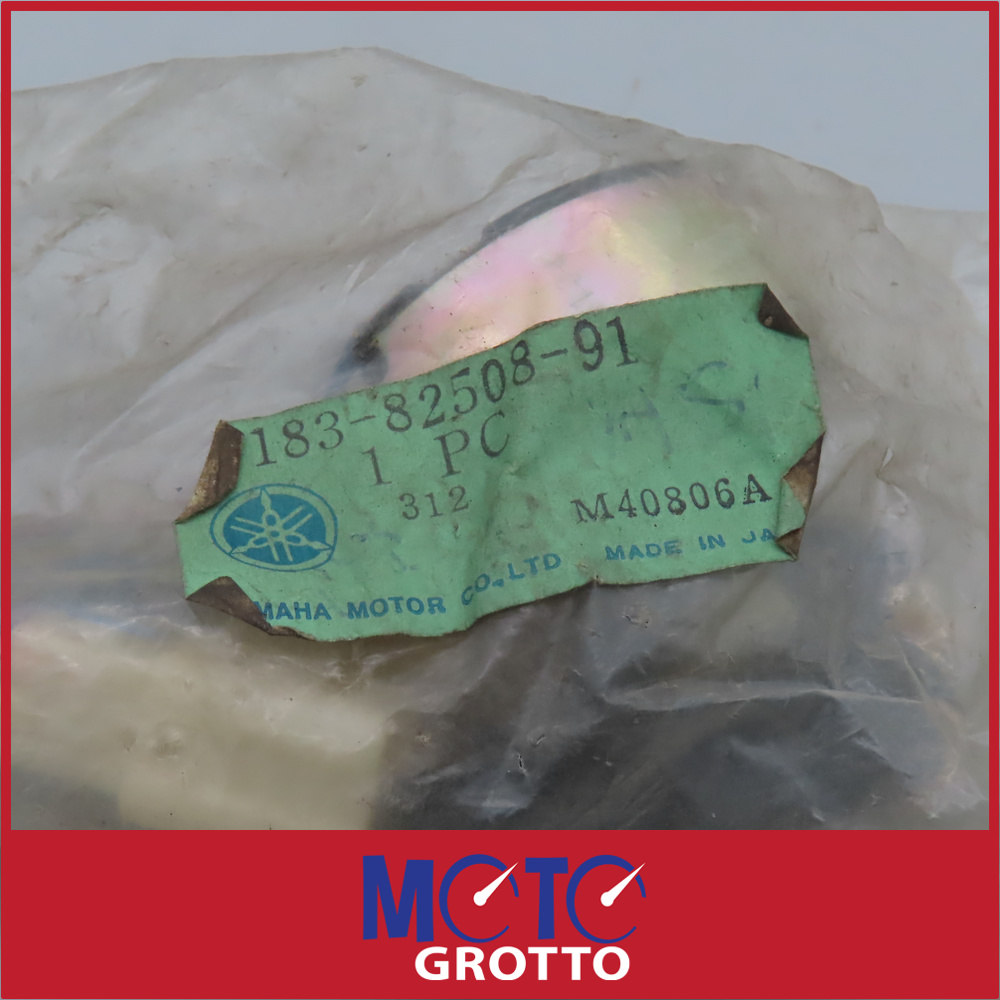 183-82508-91
1 PC
312
M40806A
MAHA MOTOR CO.,LTD MADE IN JA
MOTO
GROTTO